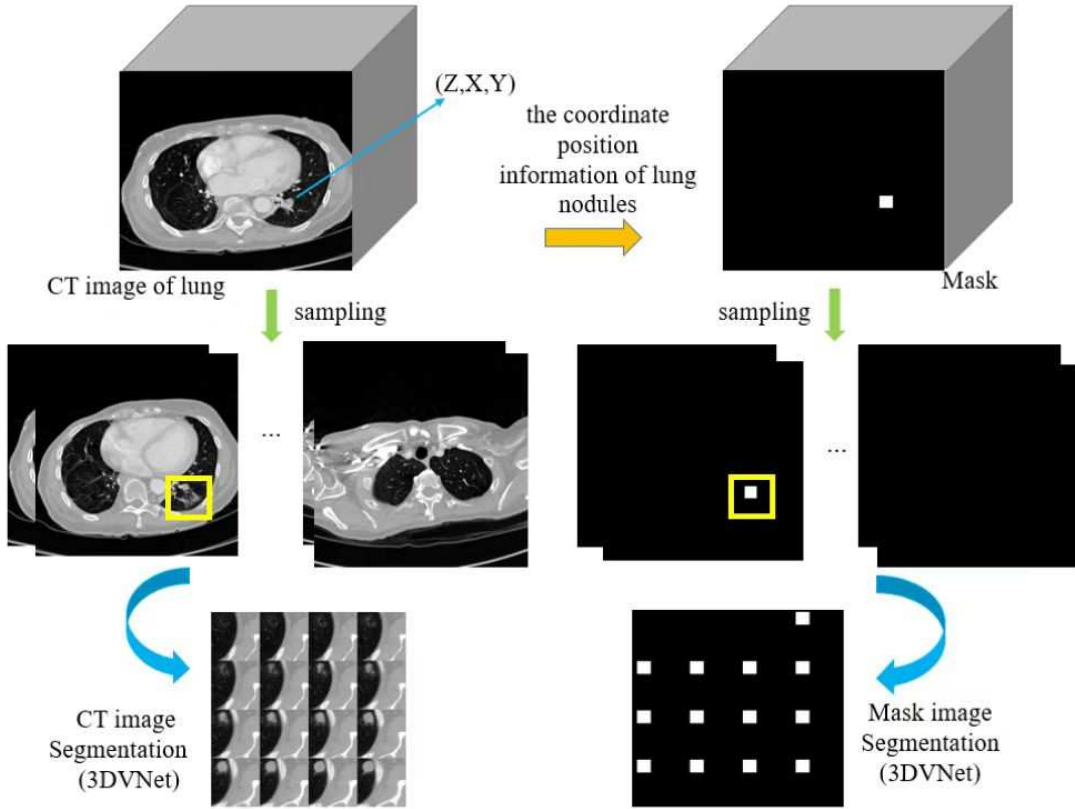 (Z,X,Y)
the coordinate
position
information of lung
nodules
CT image of lung
Mask
sampling
sampling
...
...
CT image
Segmentation
(3DVNet)
Mask image
Segmentation
(3DVNet)